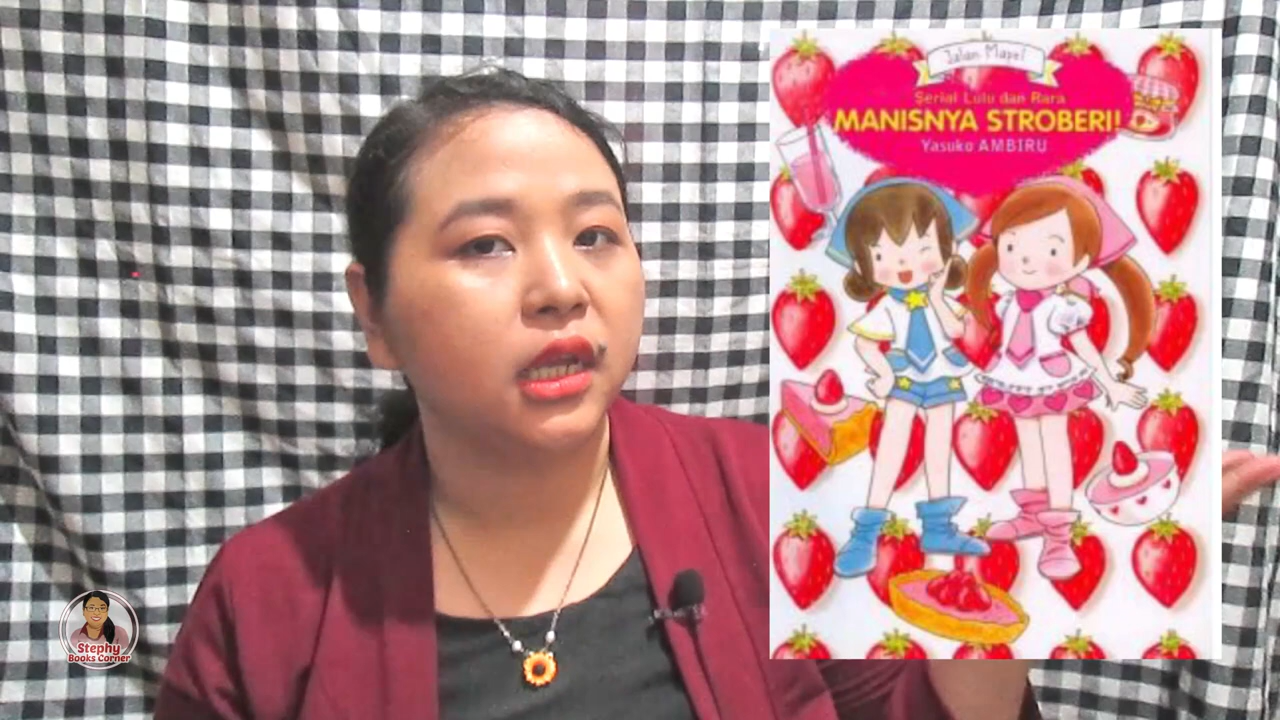 Jalan Mapel
Serial Lulu dan Rara
MANISNYA STROBERI!
Yasuko AMBIRU
Stephy
Books Corner